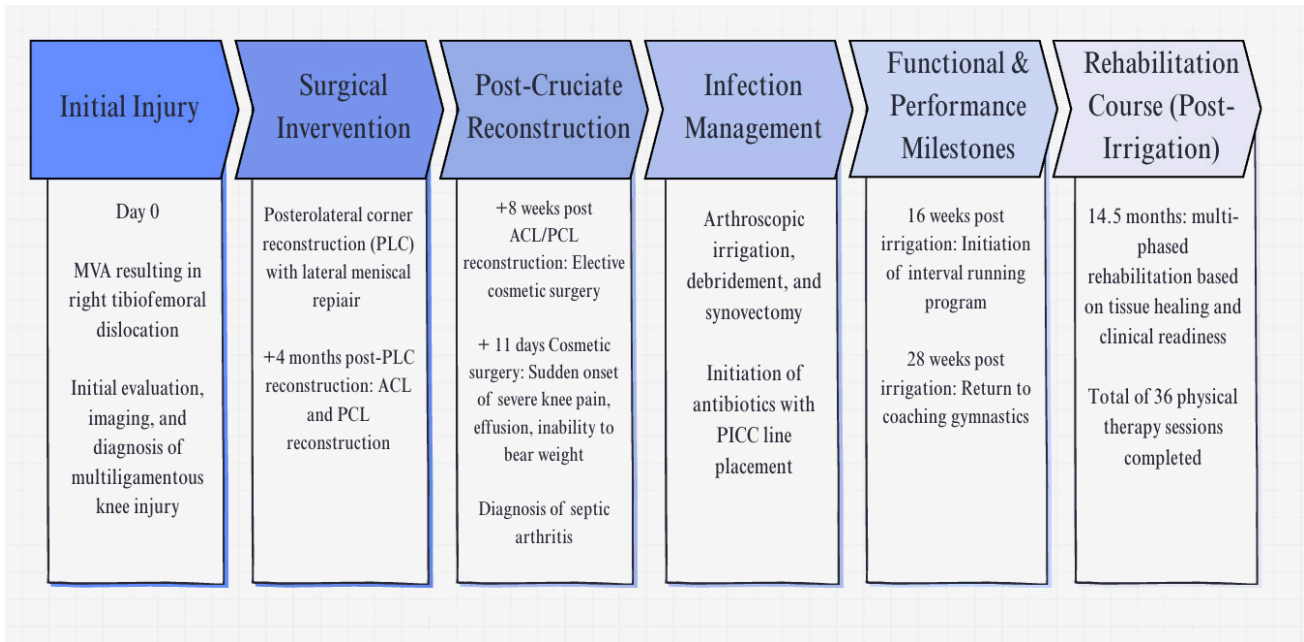 Initial Injury
Day 0
MVA resulting in
right tibiofemoral
dislocation
Initial evaluation,
imaging, and
diagnosis of
multiligamentous
knee injury
Surgical
Invervention
Posterolateral corner
reconstruction (PLC)
with lateral meniscal
repiair
+4 months post-PLC
reconstruction: ACL
and PCL
reconstruction
Post-Cruciate
Reconstruction
+8 weeks post
ACL/PCL
reconstruction: Elective
cosmetic surgery
+ 11 days Cosmetic
surgery: Sudden onset
of severe knee pain,
effusion, inability to
bear weight
Diagnosis of septic
arthritis
Infection
Management
Arthroscopic
irrigation,
debridement, and
synovectomy
Initiation of
antibiotics with
PICC line
placement
Functional &
Performance
Milestones
16 weeks post
irrigation: Initiation
of interval running
program
28 weeks post
irrigation: Return to
coaching gymnastics
Rehabilitation
Course (Post-
Irrigation)
14.5 months: multi-
phased
rehabilitation based
on tissue healing and
clinical readiness
Total of 36 physical
therapy sessions
completed